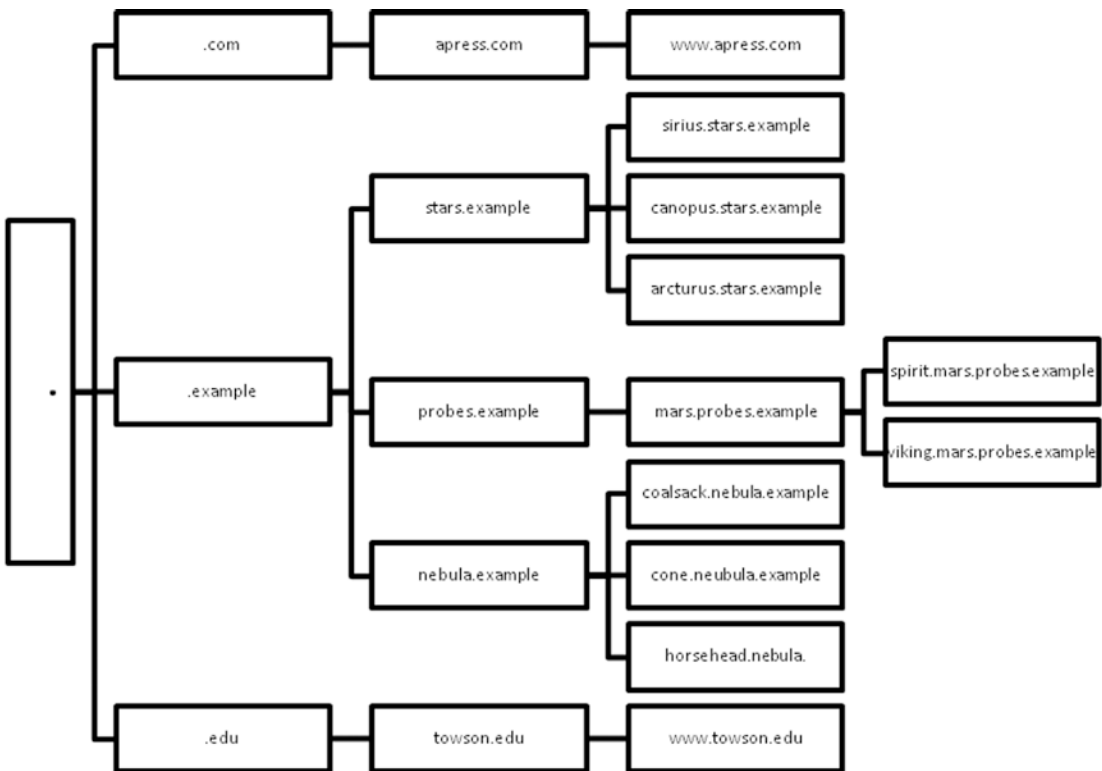 .com
apress.com
www.apress.com
sirius.stars.example
stars.example
canopus.stars.example
arcturus.stars.example
.
.example
probes.example
mars.probes.example
spirit.mars.probes.example
viking.mars.probes.example
coalsack.nebula.example
nebula.example
cone.neubula.example
horsehead.nebula.
.edu
towson.edu
www.towson.edu